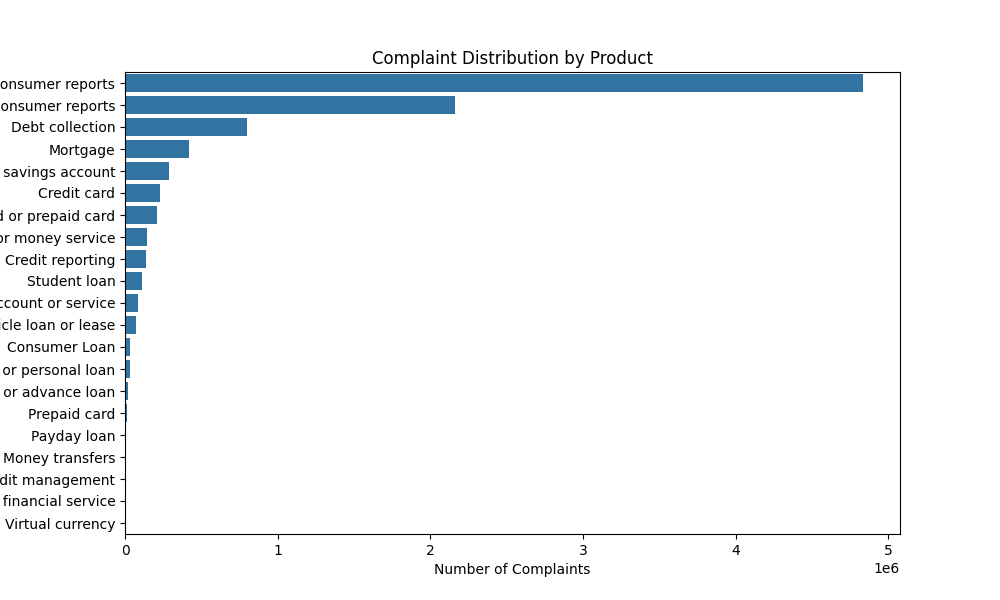 Complaint Distribution by Product
onsumer reports
onsumer reports
Debt collection
Mortgage
savings account
Credit card
d or prepaid card
or money service
Credit reporting
Student loan
ccount or service
icle loan or lease
Consumer Loan
or personal loan
or advance loan
Prepaid card
Payday loan
Money transfers
dit management
financial service
Virtual currency
0 1 2 3 4 5
1e6
Number of Complaints